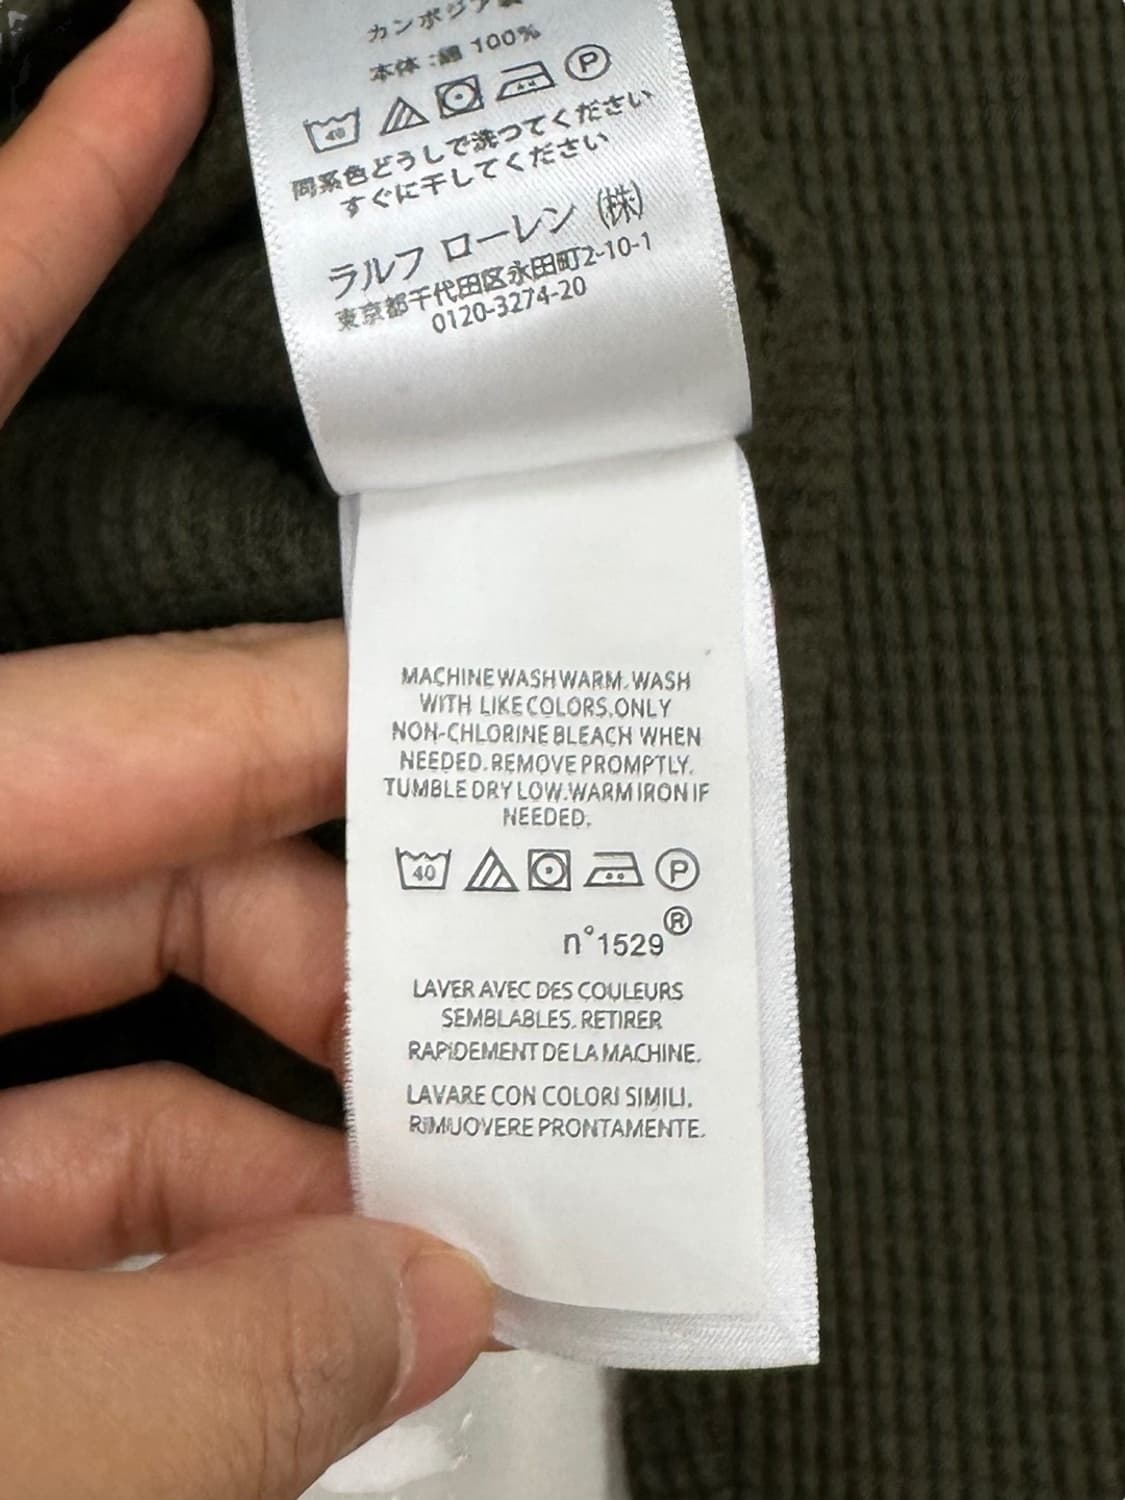 カンボジア製
本体:綿 100%
40 P
同系色どうしで洗つてください
すぐに干してください
ラルフ ローレン (株)
東京都千代田区永田町2-10-1
0120-3274-20
MACHINE WASH WARM. WASH
WITH LIKE COLORS. ONLY
NON-CHLORINE BLEACH WHEN
NEEDED. REMOVE PROMPTLY.
TUMBLE DRY LOW. WARM IRON IF
NEEDED.
40 P
n°1529®
LAVER AVEC DES COULEURS
SEMBLABLES. RETIRER
RAPIDEMENT DE LA MACHINE.
LAVARE CON COLORI SIMILI.
RIMUOVERE PRONTAMENTE.